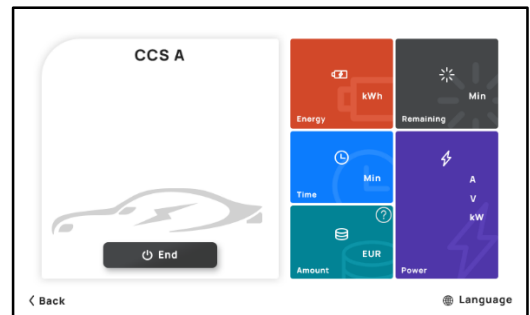 CCS A
End
kWh
Energy
Min
Remaining
Min
Time
A
V
kW
Power
?
EUR
Amount
Back
Language